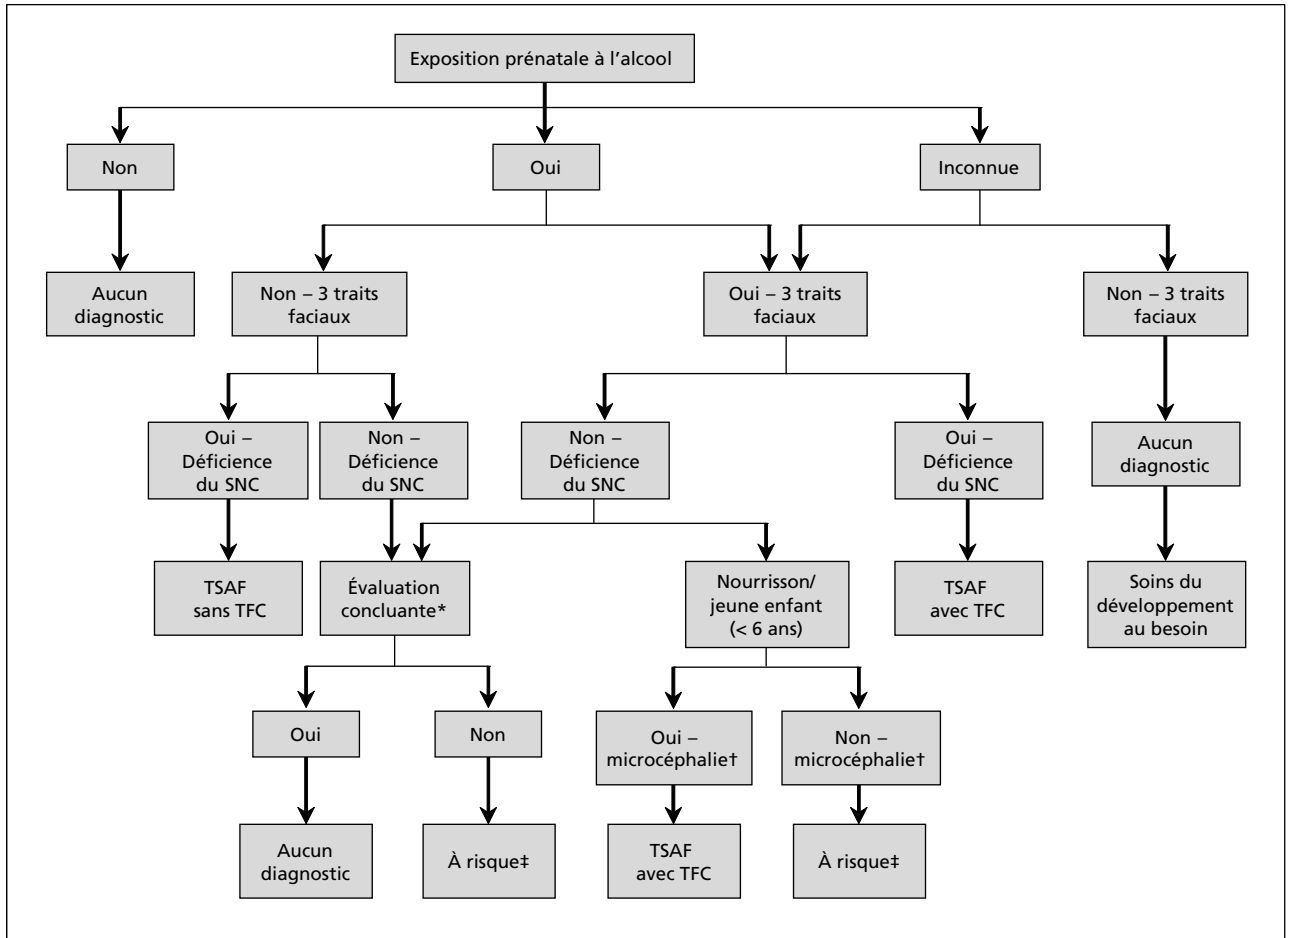 Exposition prénatale à l’alcool
Non
Oui
Inconnue
Aucun
diagnostic
Non – 3 traits
faciaux
Oui – 3 traits
faciaux
Non – 3 traits
faciaux
Oui –
Déficience
du SNC
Non –
Déficience
du SNC
Non –
Déficience
du SNC
Oui –
Déficience
du SNC
Aucun
diagnostic
TSAF
sans TFC
Évaluation
concluante*
Nourrisson/
jeune enfant
(< 6 ans)
TSAF
avec TFC
Soins du
développement
au besoin
Oui
Non
Oui –
microcéphalie†
Non –
microcéphalie†
Aucun
diagnostic
À risque‡
TSAF
avec TFC
À risque‡